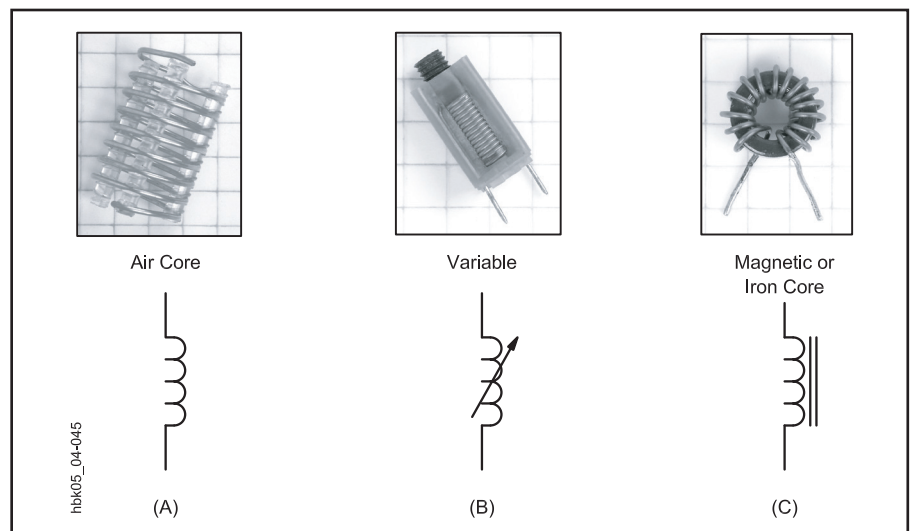 Air Core
Variable
Magnetic or
Iron Core
hbk05_04-045
(A)
(B)
(C)